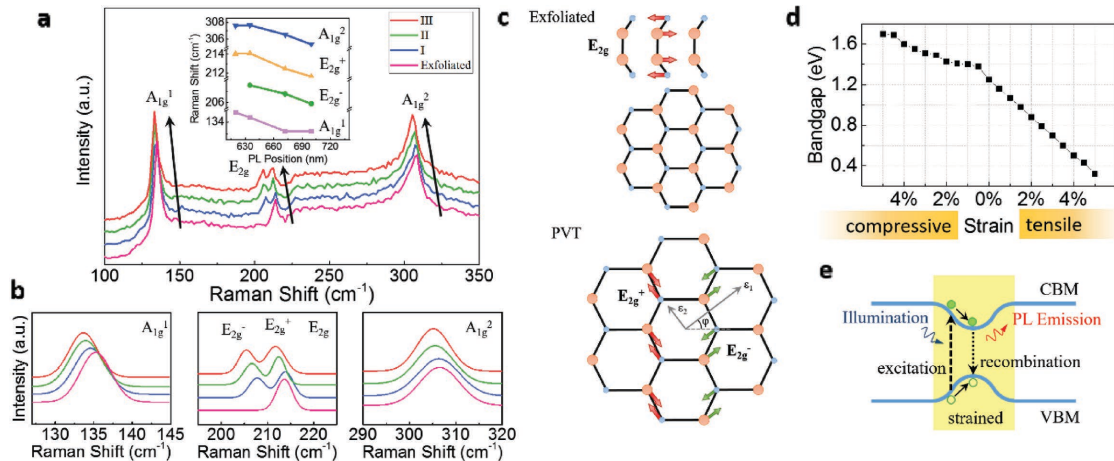 a
III
II
I
Exfoliated
A1g1
E2g
A1g2
308
306
214
212
206
134
A1g2
E2g+
E2g-
A1g1
630 660 690 720
PL Position (nm)
Raman Shift (cm-1)
Intensity (a.u.)
100 150 200 250 300 350
Raman Shift (cm-1)
b
Intensity (a.u.)
A1g1
130 135 140 145
Raman Shift (cm-1)
E2g- E2g+ E2g
200 205 210 215 220
Raman Shift (cm-1)
A1g2
290 300 310 320
Raman Shift (cm-1)
c
Exfoliated
E2g
PVT
E2g+
ε1
ε2
φ
E2g-
d
Bandgap (eV)
1.6
1.2
0.8
0.4
4% 2% 0% 2% 4%
compressive Strain tensile
e
CBM
Illumination
PL Emission
excitation
recombination
strained
VBM